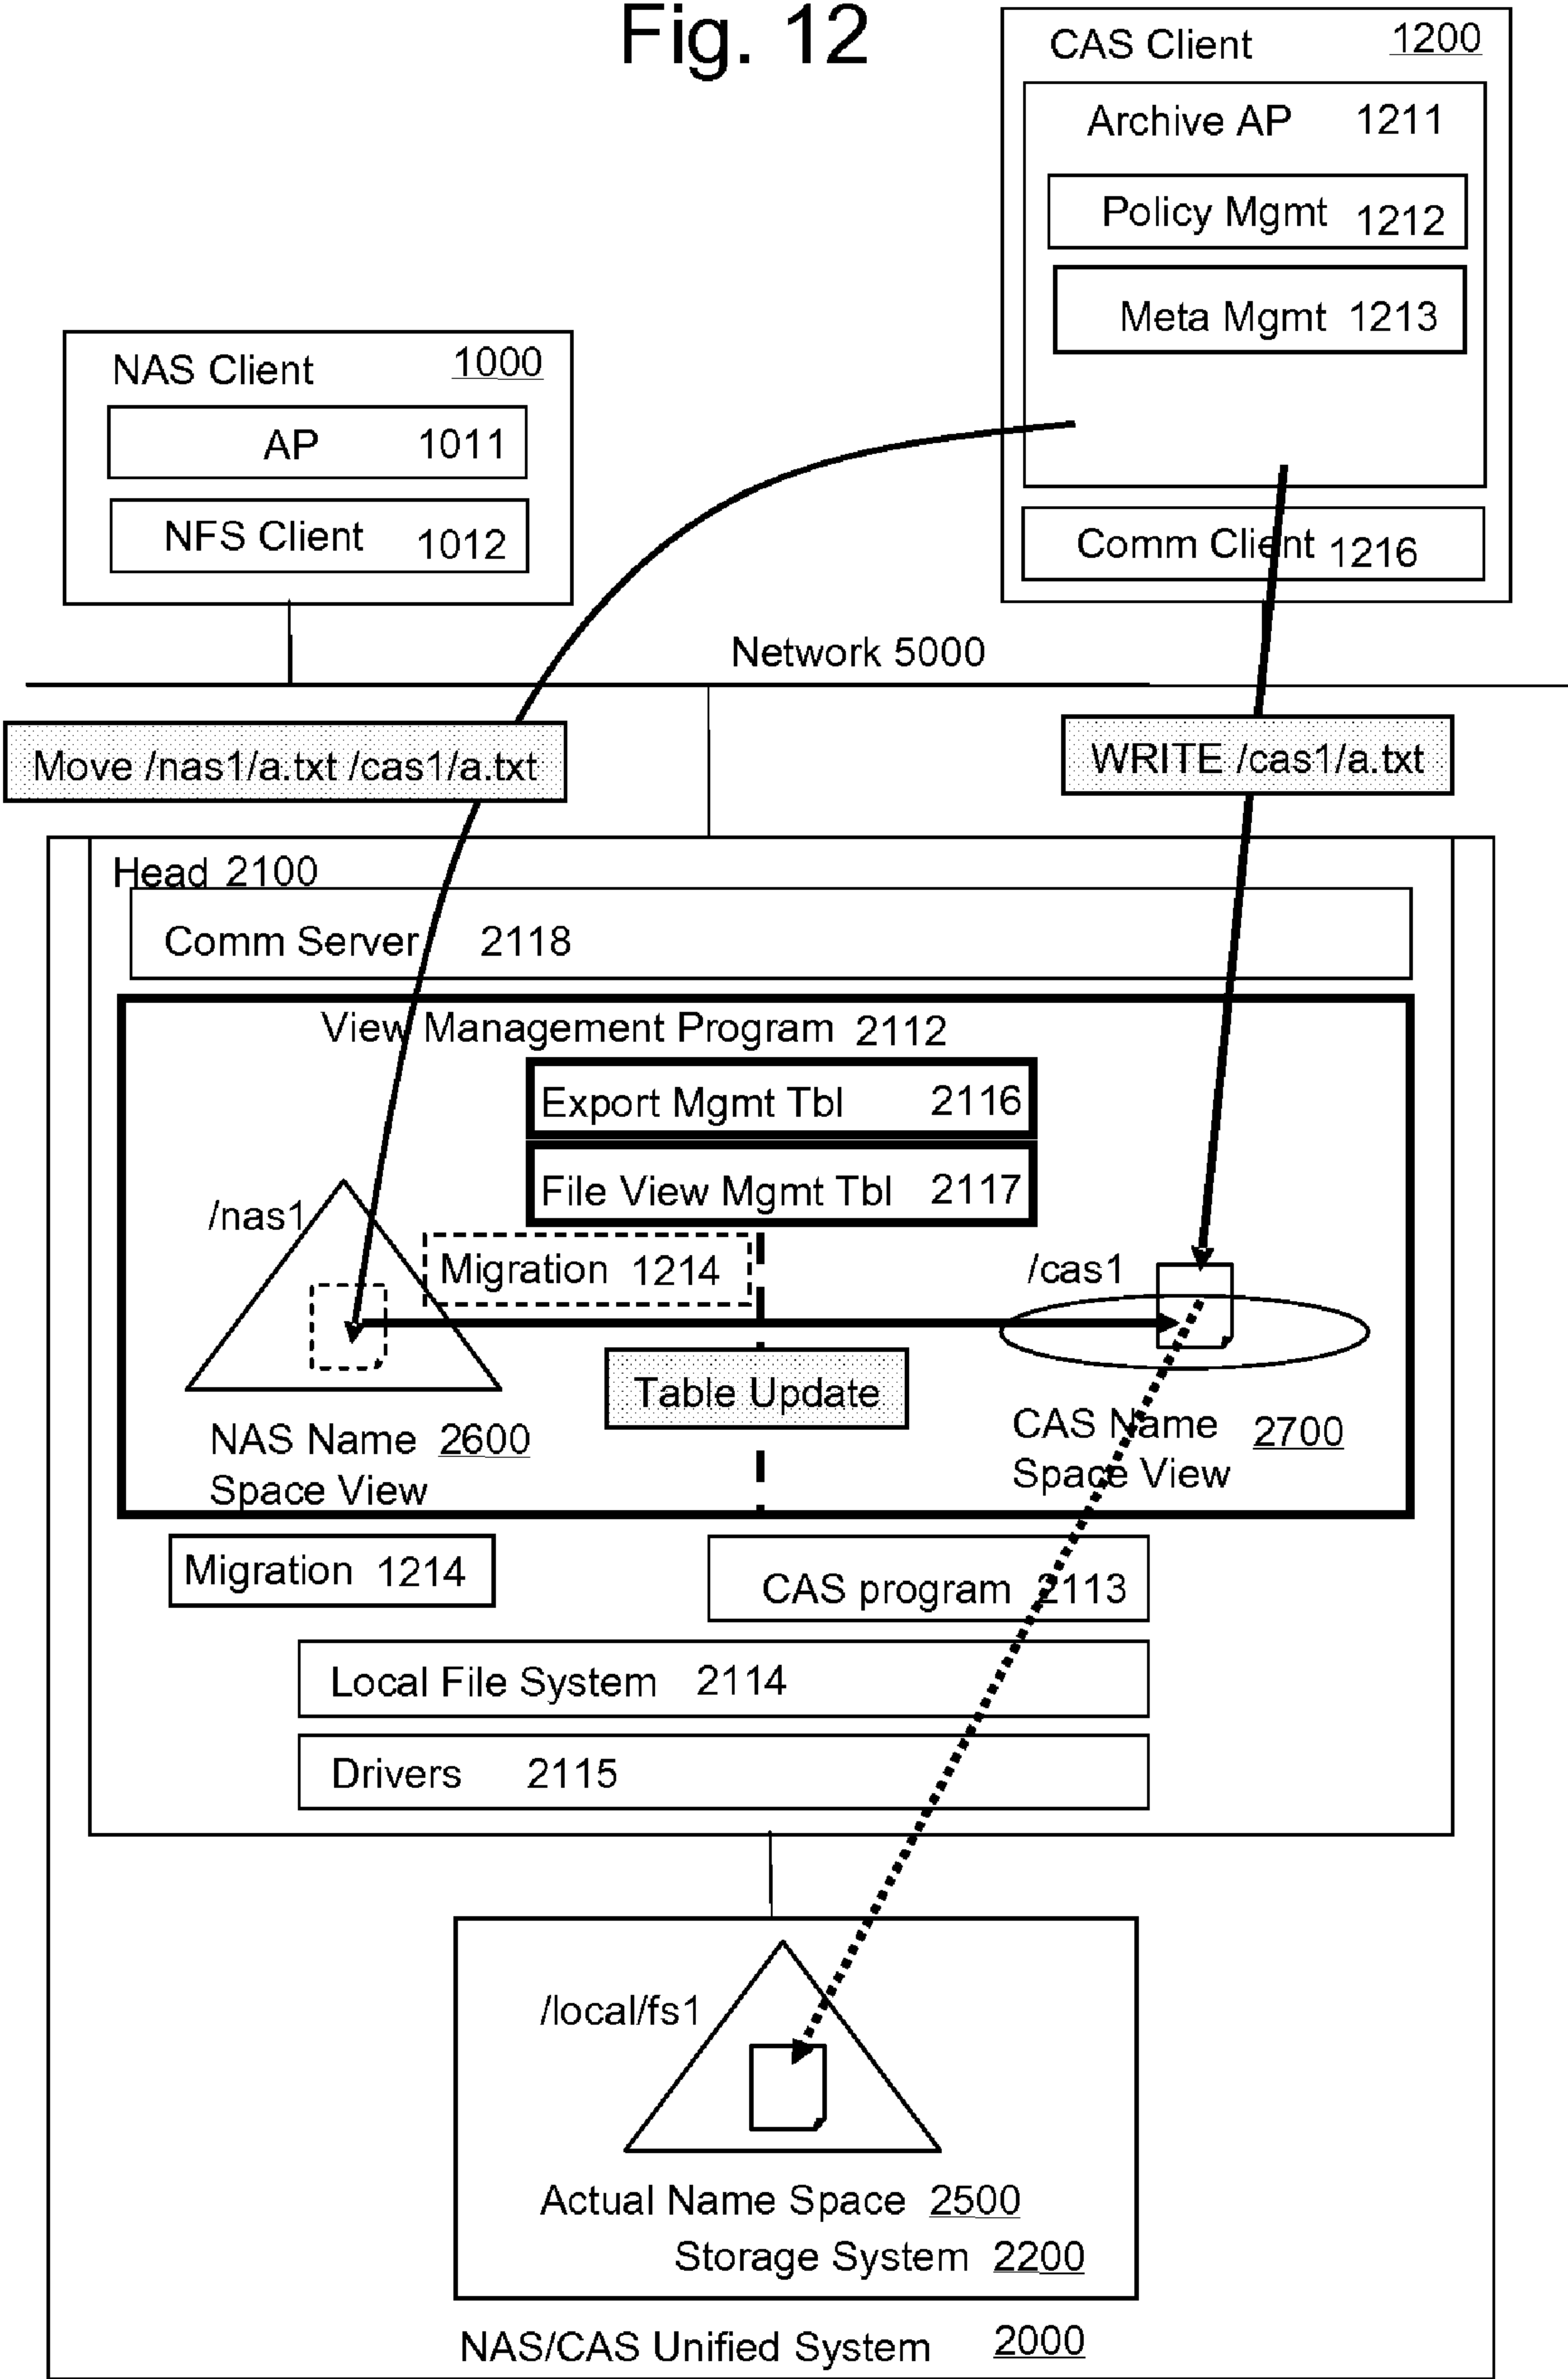 Fig. 12
CAS Client 1200
Archive AP 1211
Policy Mgmt 1212
Meta Mgmt 1213
Comm Client 1216
NAS Client 1000
AP 1011
NFS Client 1012
Network 5000
Move /nas1/a.txt /cas1/a.txt
WRITE /cas1/a.txt
Head 2100
Comm Server 2118
View Management Program 2112
Export Mgmt Tbl 2116
File View Mgmt Tbl 2117
/nas1
Migration 1214
/cas1
Table Update
NAS Name 2600
Space View
CAS Name 2700
Space View
Migration 1214
CAS program 2113
Local File System 2114
Drivers 2115
/local/fs1
Actual Name Space 2500
Storage System 2200
NAS/CAS Unified System 2000